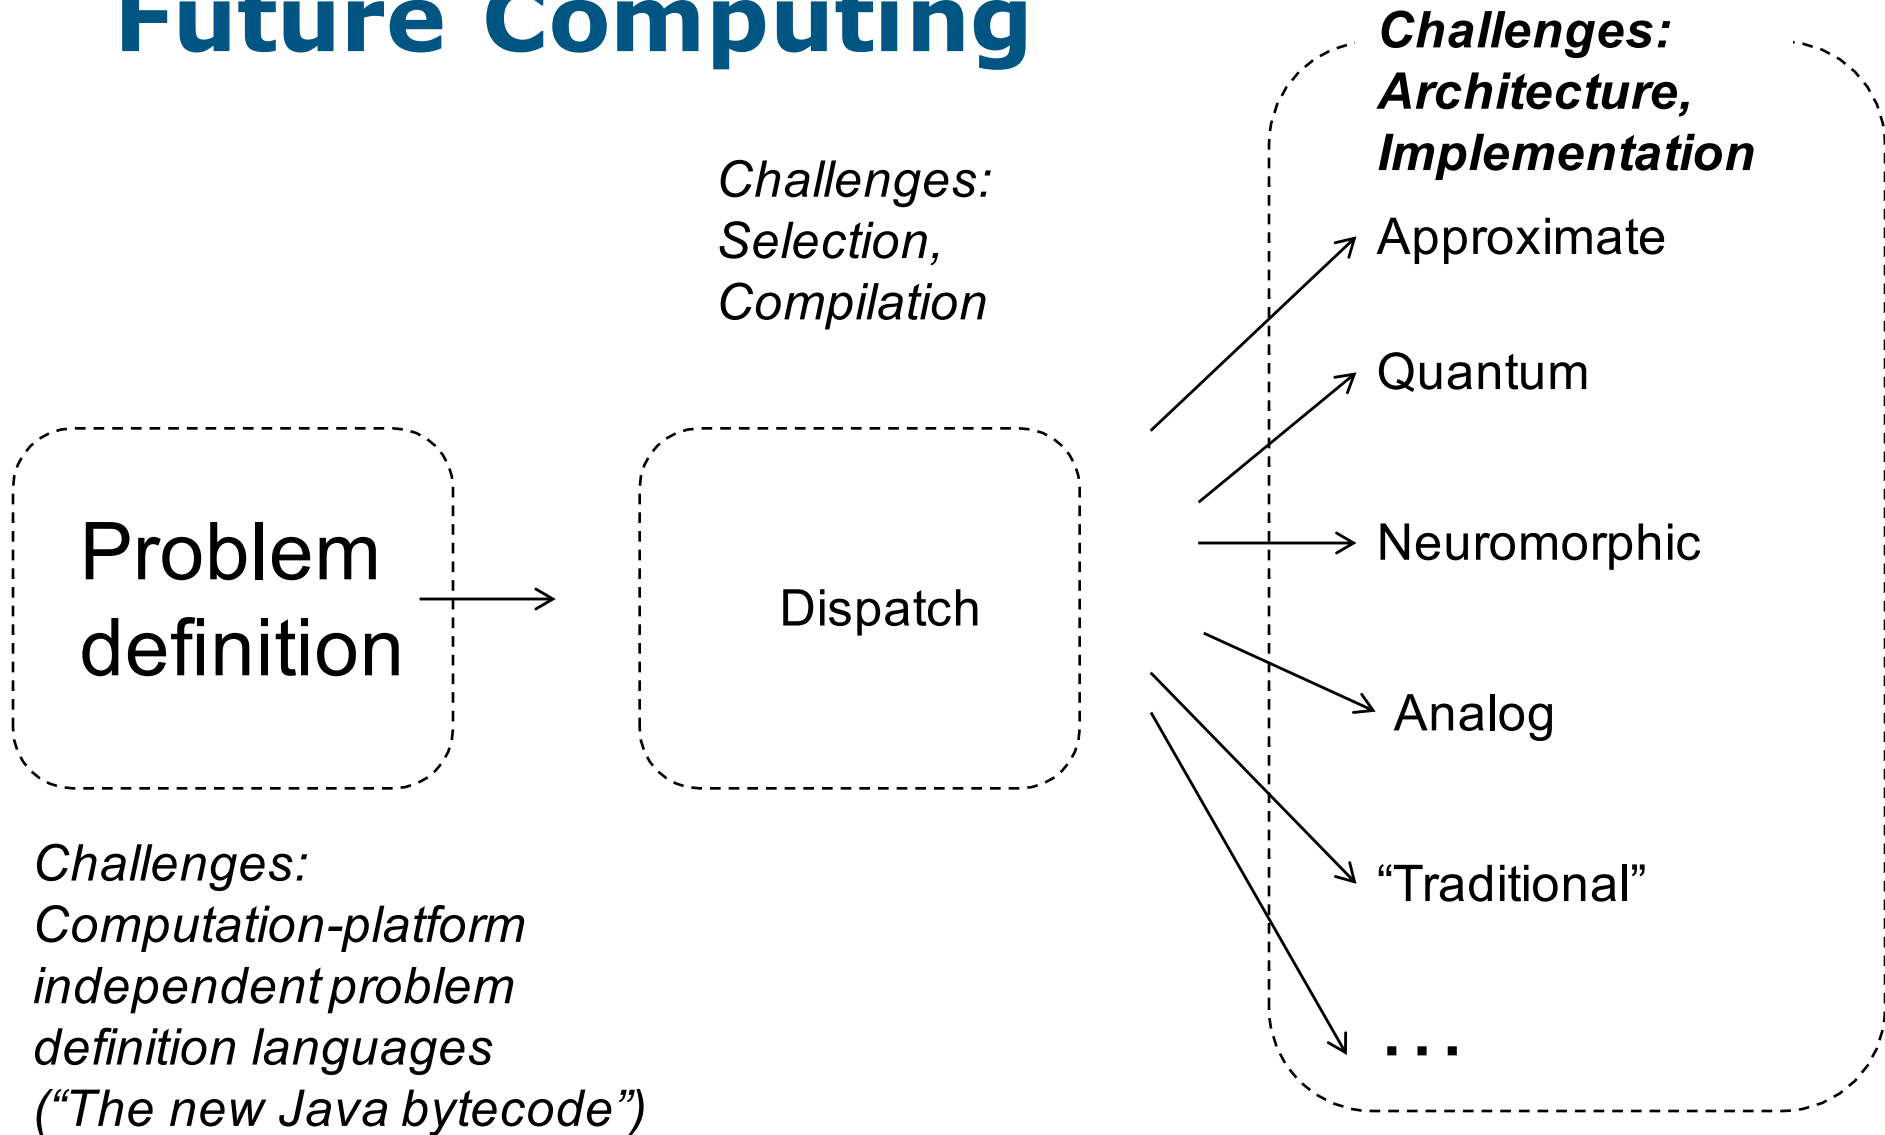 Future Computing
Challenges:
Selection,
Compilation
Challenges:
Architecture,
Implementation
Approximate
Quantum
Neuromorphic
Analog
“Traditional”
...
Problem
definition
Dispatch
Challenges:
Computation-platform
independent problem
definition languages
(“The new Java bytecode”)